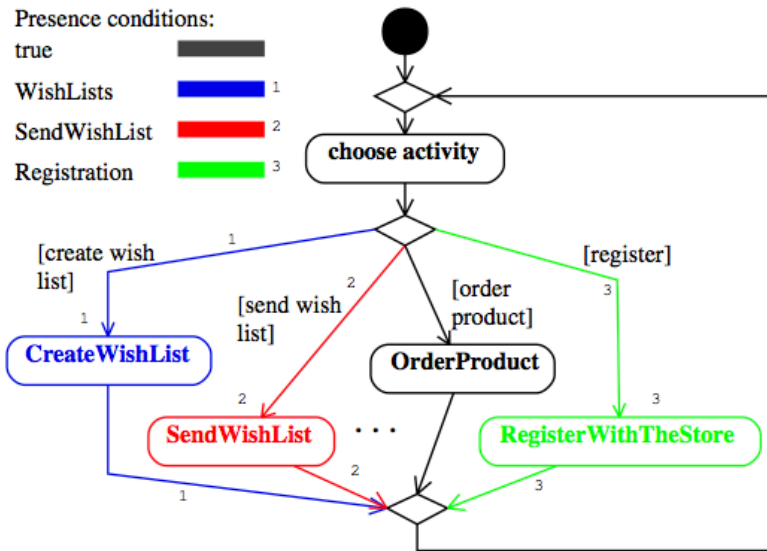 Presence conditions:
true
WishLists 1
SendWishList 2
Registration 3
choose activity
1
[create wish
list]
2
[send wish
list]
[order
product]
[register]
3
1
CreateWishList
OrderProduct
2
SendWishList
. . .
3
RegisterWithTheStore
1
2
3